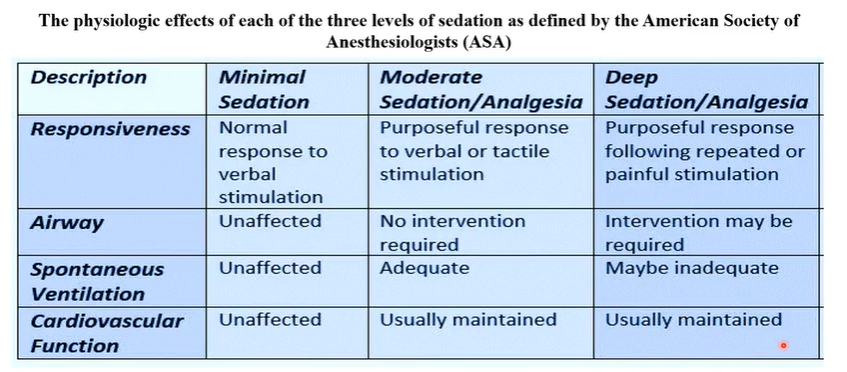 The physiologic effects of each of the three levels of sedation as defined by the American Society of
Anesthesiologists (ASA)
Description
Minimal
Sedation
Moderate
Sedation/Analgesia
Deep
Sedation/Analgesia
Responsiveness
Normal
response to
verbal
stimulation
Purposeful response
to verbal or tactile
stimulation
Purposeful response
following repeated or
painful stimulation
Airway
Unaffected
No intervention
required
Intervention may be
required
Spontaneous
Ventilation
Unaffected
Adequate
Maybe inadequate
Cardiovascular
Function
Unaffected
Usually maintained
Usually maintained